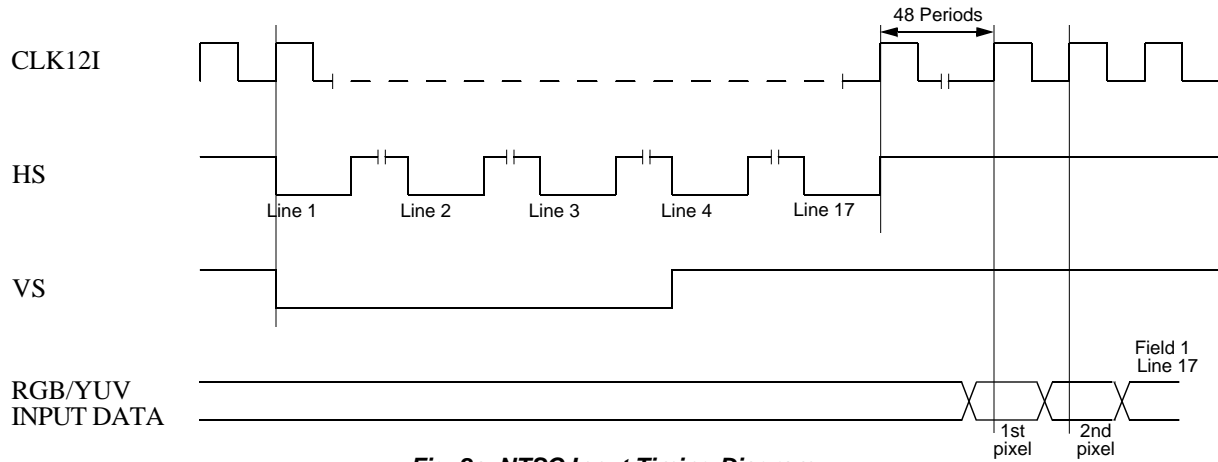 48 Periods
CLK12I
HS
Line 1
Line 2
Line 3
Line 4
Line 17
VS
Field 1
Line 17
RGB/YUV
INPUT DATA
1st
pixel
2nd
pixel